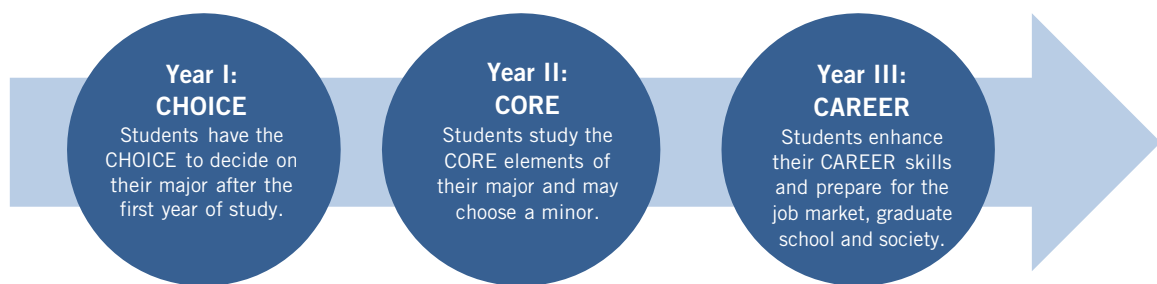 Year I:
CHOICE
Students have the
CHOICE to decide on
their major after the
first year of study.
Year II:
CORE
Students study the
CORE elements of
their major and may
choose a minor.
Year III:
CAREER
Students enhance
their CAREER skills
and prepare for the
job market, graduate
school and society.